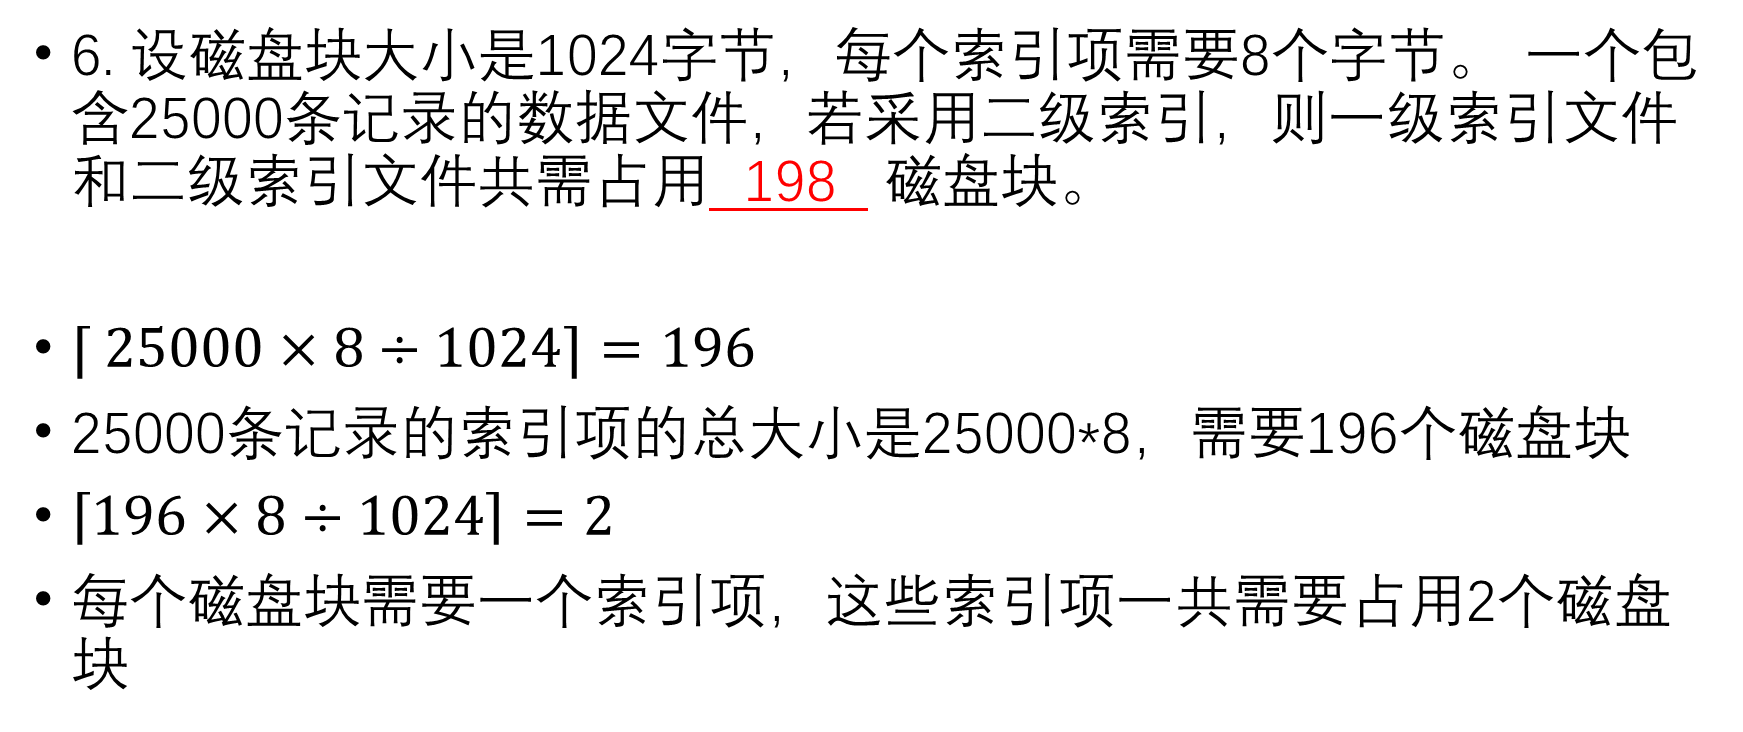 • 6. 设磁盘块大小是1024字节，每个索引项需要8个字节。 一个包
含25000条记录的数据文件，若采用二级索引，则一级索引文件
和二级索引文件共需占用 198 磁盘块。
• ⌈ 25000 × 8 ÷ 1024⌉ = 196
• 25000条记录的索引项的总大小是25000*8，需要196个磁盘块
• ⌈196 × 8 ÷ 1024⌉ = 2
• 每个磁盘块需要一个索引项，这些索引项一共需要占用2个磁盘
块